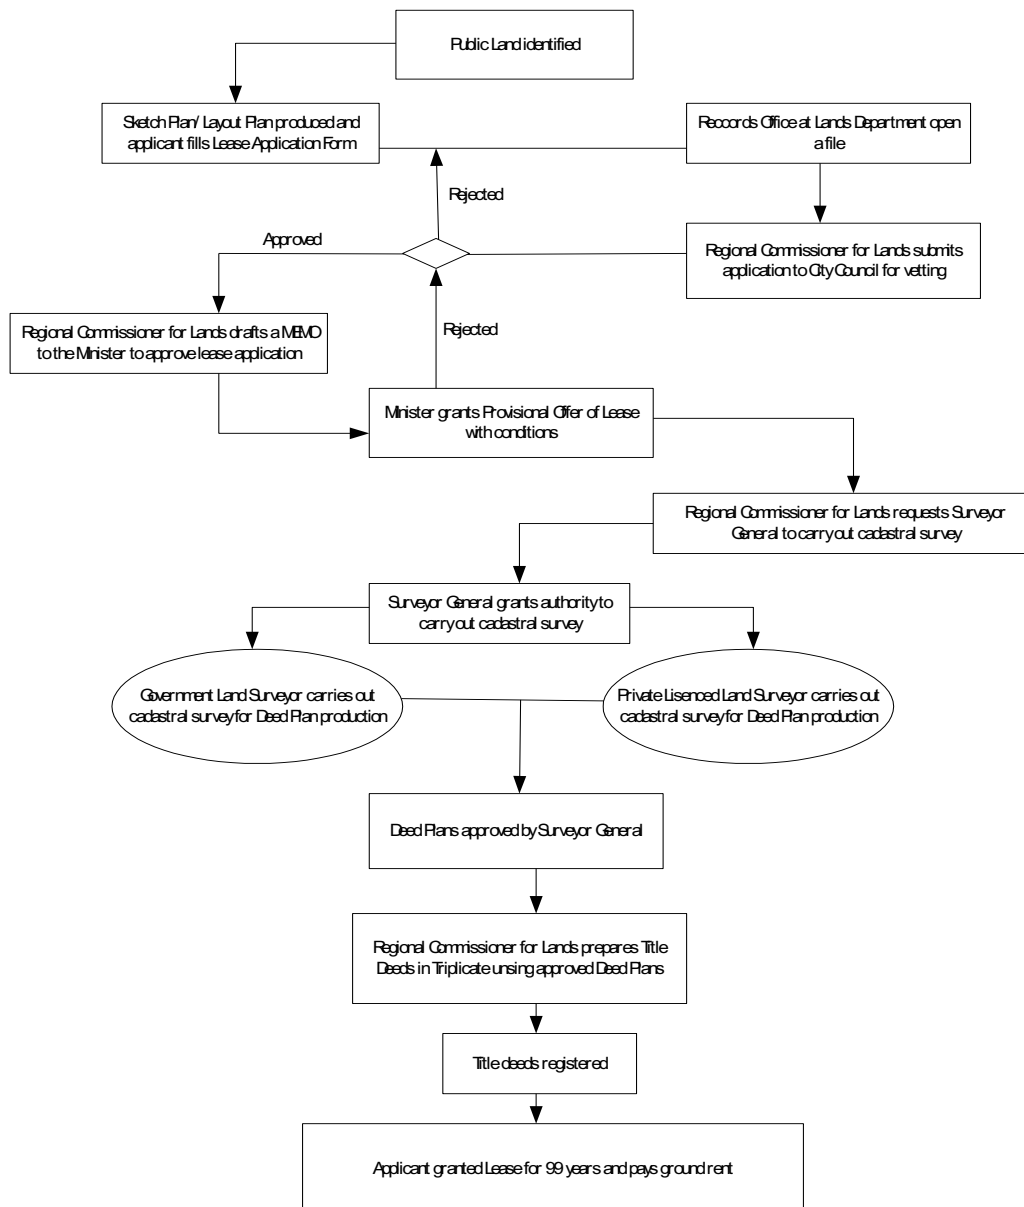 Public Land identified
Sketch Plan/ Layout Plan produced and
applicant fills Lease Application Form
Reccords Office at Lands Department open
a file
Rejected
Approved
Regional Commissioner for Lands submits
application to City Council for vetting
Regional Commissioner for Lands drafts a MEMO
to the Minister to approve lease application
Rejected
Minister grants Provisional Offer of Lease
with conditions
Regional Commissioner for Lands requests Surveyor
General to carry out cadastral survey
Surveyor General grants authority to
carry out cadastral survey
Government Land Surveyor carries out
cadastral survey for Deed Plan production
Private Lisenced Land Surveyor carries out
cadastral survey for Deed Plan production
Deed Plans approved by Surveyor General
Regional Commissioner for Lands prepares Title
Deeds in Triplicate unsing approved Deed Plans
Title deeds registered
Applicant granted Lease for 99 years and pays ground rent